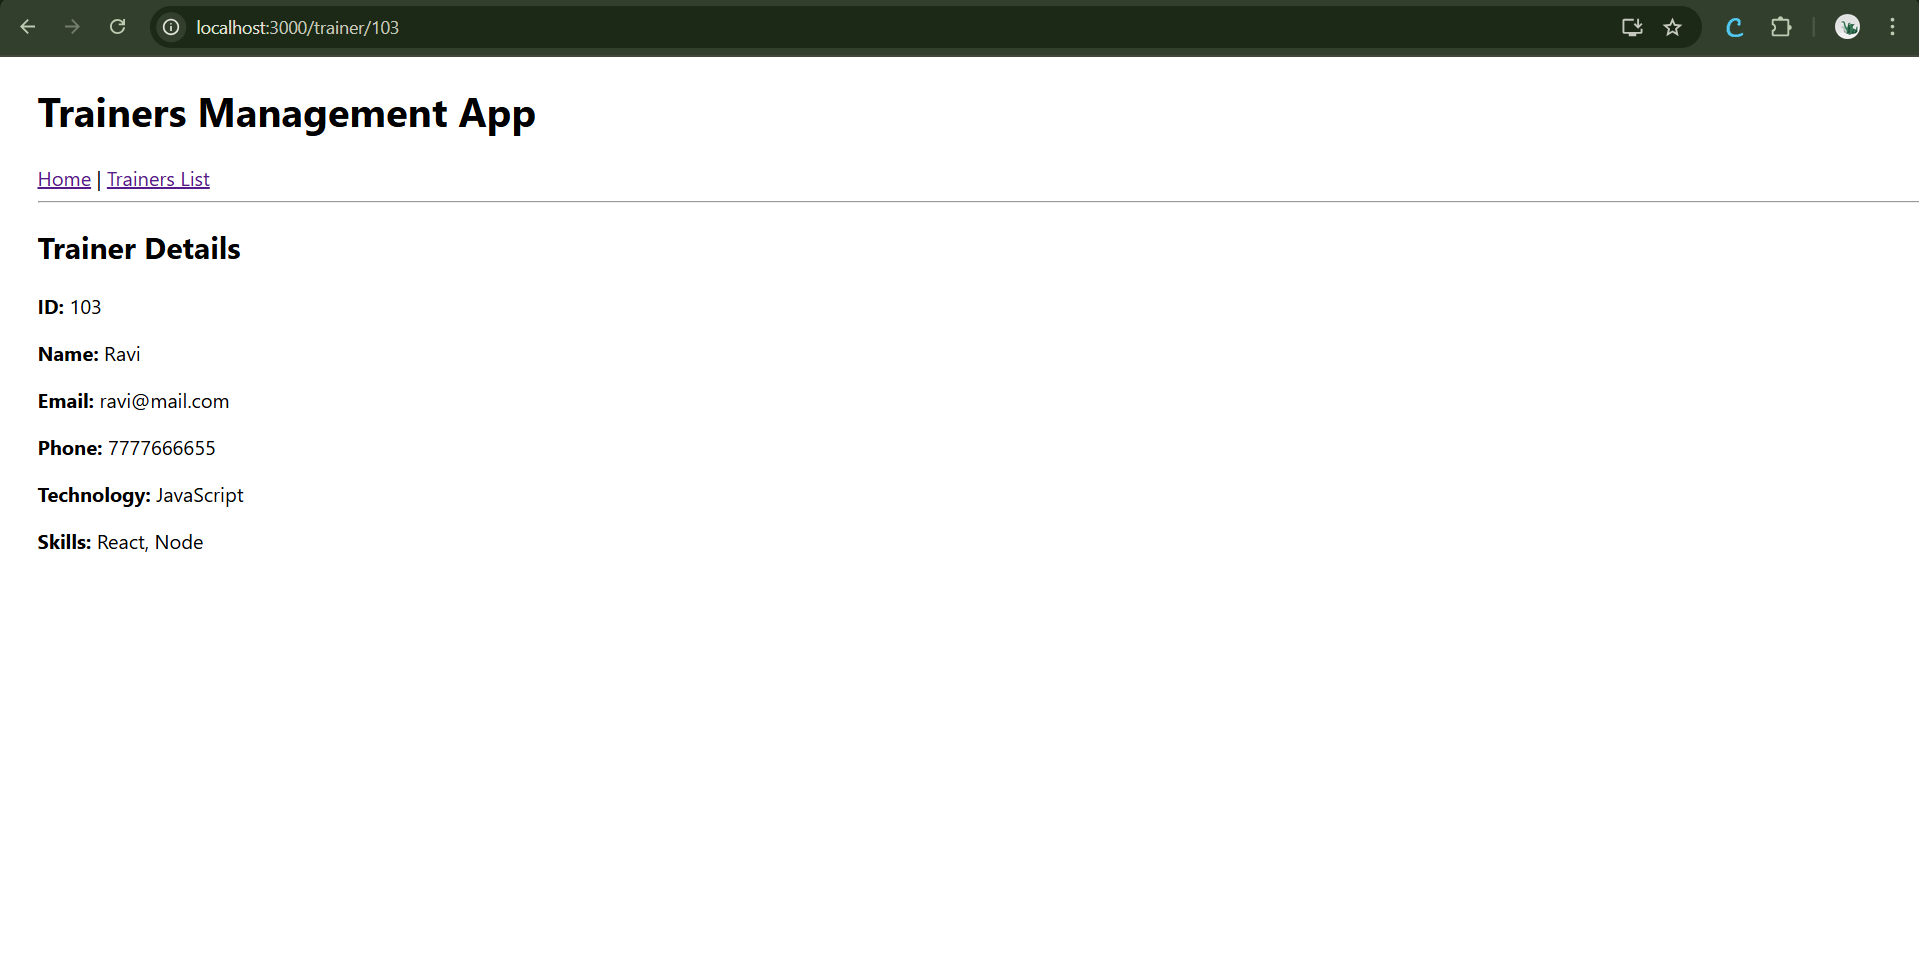 localhost:3000/trainer/103
Trainers Management App
Home | Trainers List
Trainer Details
ID: 103
Name: Ravi
Email: ravi@mail.com
Phone: 7777666655
Technology: JavaScript
Skills: React, Node